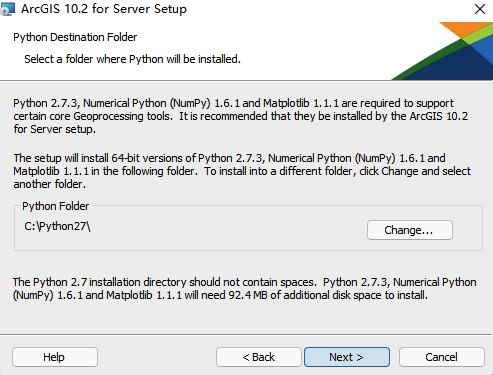 ArcGIS 10.2 for Server Setup
Python Destination Folder
Select a folder where Python will be installed.
Python 2.7.3, Numerical Python (NumPy) 1.6.1 and Matplotlib 1.1.1 are required to support
certain core Geoprocessing tools.  It is recommended that they be installed by the ArcGIS 10.2
for Server setup.
The setup will install 64-bit versions of Python 2.7.3, Numerical Python (NumPy) 1.6.1 and
Matplotlib 1.1.1 in the following folder.  To install into a different folder, click Change and select
another folder.
Python Folder
C:\Python27\
Change...
The Python 2.7 installation directory should not contain spaces.  Python 2.7.3, Numerical Python
(NumPy) 1.6.1 and Matplotlib 1.1.1 will need 92.4 MB of additional disk space to install.
Help
< Back
Next >
Cancel